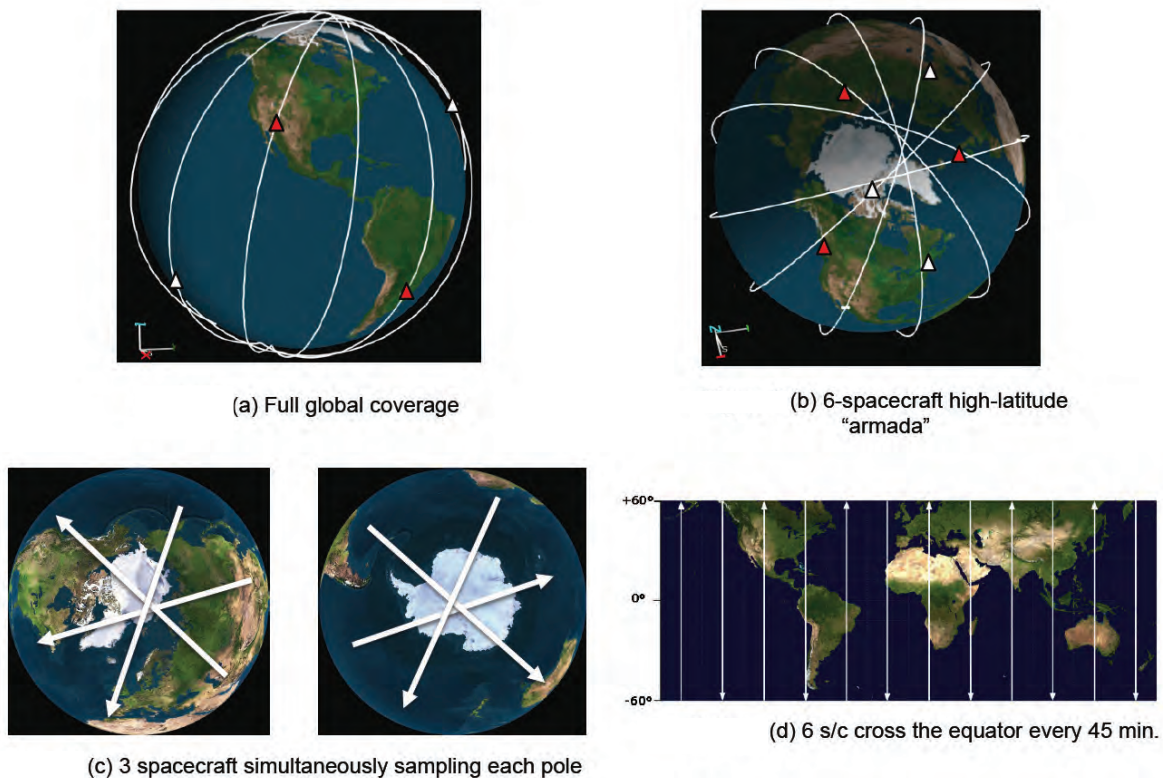 (a) Full global coverage
(b) 6-spacecraft high-latitude
“armada”
(c) 3 spacecraft simultaneously sampling each pole
+60°
0°
-60°
(d) 6 s/c cross the equator every 45 min.